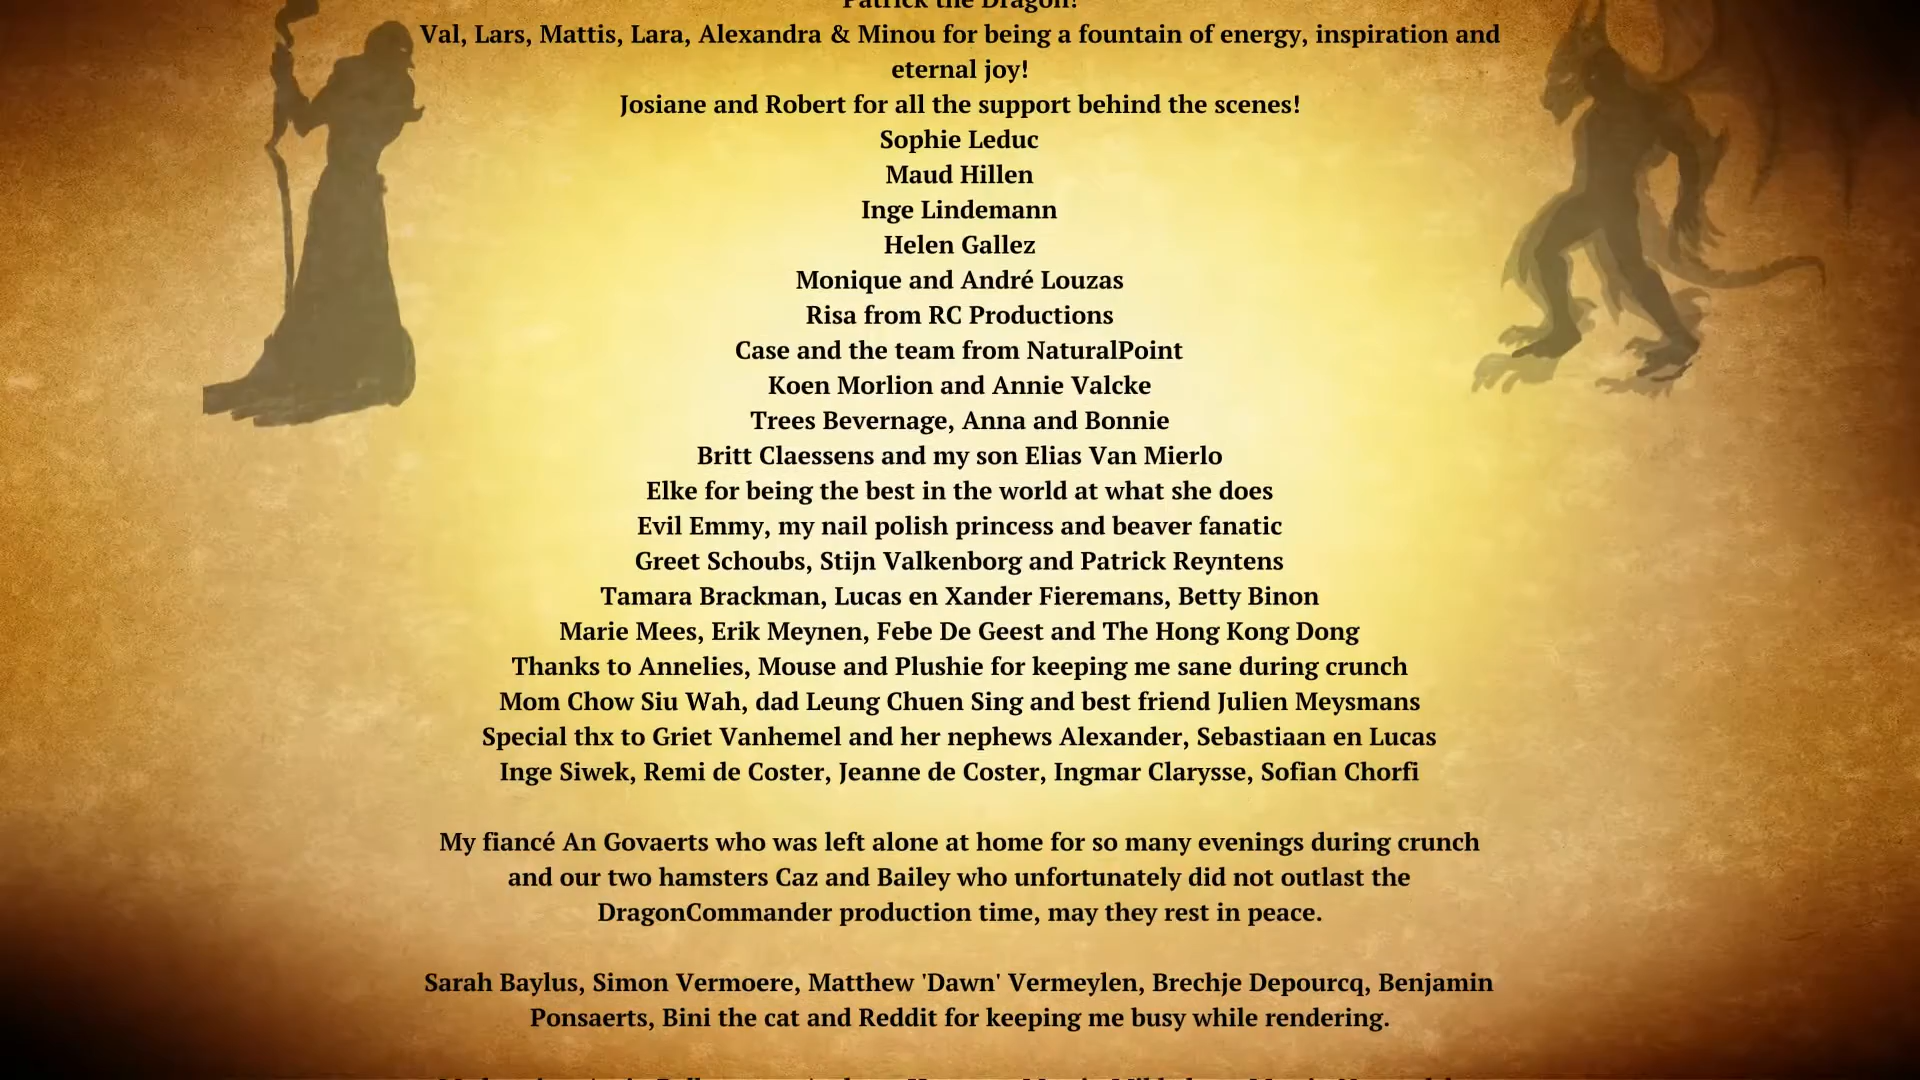 Patrick the Dragon!
Val, Lars, Mattis, Lara, Alexandra & Minou for being a fountain of energy, inspiration and
eternal joy!
Josiane and Robert for all the support behind the scenes!
Sophie Leduc
Maud Hillen
Inge Lindemann
Helen Gallez
Monique and André Louzas
Risa from RC Productions
Case and the team from NaturalPoint
Koen Morlion and Annie Valcke
Trees Bevernage, Anna and Bonnie
Britt Claessens and my son Elias Van Mierlo
Elke for being the best in the world at what she does
Evil Emmy, my nail polish princess and beaver fanatic
Greet Schoubs, Stijn Valkenborg and Patrick Reyntens
Tamara Brackman, Lucas en Xander Fieremans, Betty Binon
Marie Mees, Erik Meynen, Febe De Geest and The Hong Kong Dong
Thanks to Annelies, Mouse and Plushie for keeping me sane during crunch
Mom Chow Siu Wah, dad Leung Chuen Sing and best friend Julien Meysmans
Special thx to Griet Vanhemel and her nephews Alexander, Sebastiaan en Lucas
Inge Siwek, Remi de Coster, Jeanne de Coster, Ingmar Clarysse, Sofian Chorfi
My fiancé An Govaerts who was left alone at home for so many evenings during crunch
and our two hamsters Caz and Bailey who unfortunately did not outlast the
DragonCommander production time, may they rest in peace.
Sarah Baylus, Simon Vermoere, Matthew 'Dawn' Vermeylen, Brechje Depourcq, Benjamin
Ponsaerts, Bini the cat and Reddit for keeping me busy while rendering.